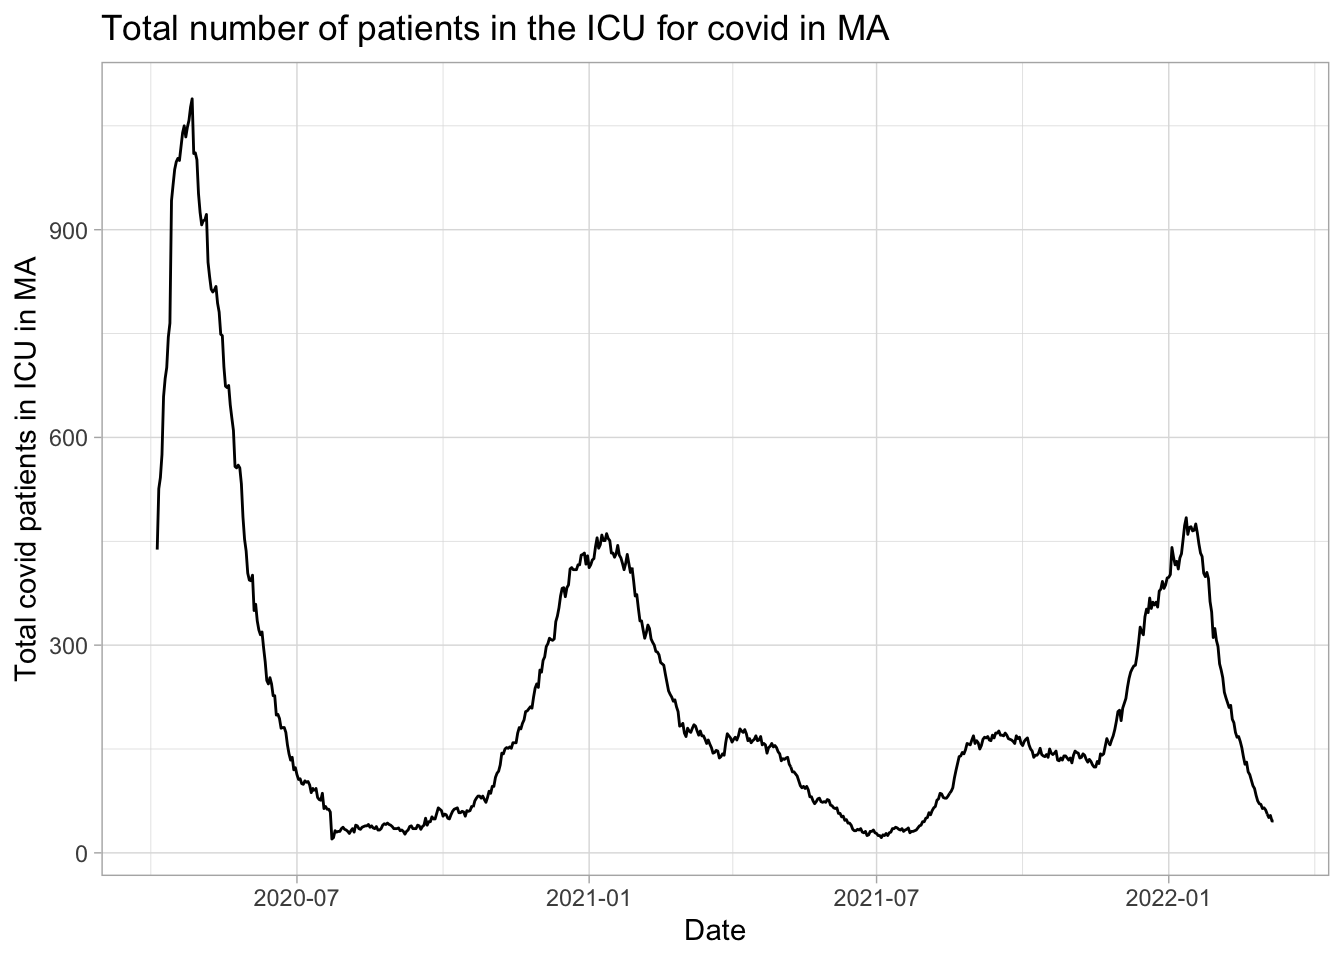 Total number of patients in the ICU for covid in MA
Total covid patients in ICU in MA
900
600
300
0
2020-07
2021-01
2021-07
2022-01
Date